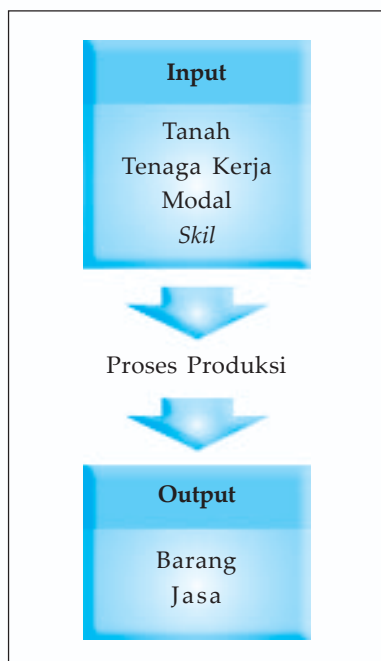 Input
Tanah
Tenaga Kerja
Modal
Skil
Proses Produksi
Output
Barang
Jasa